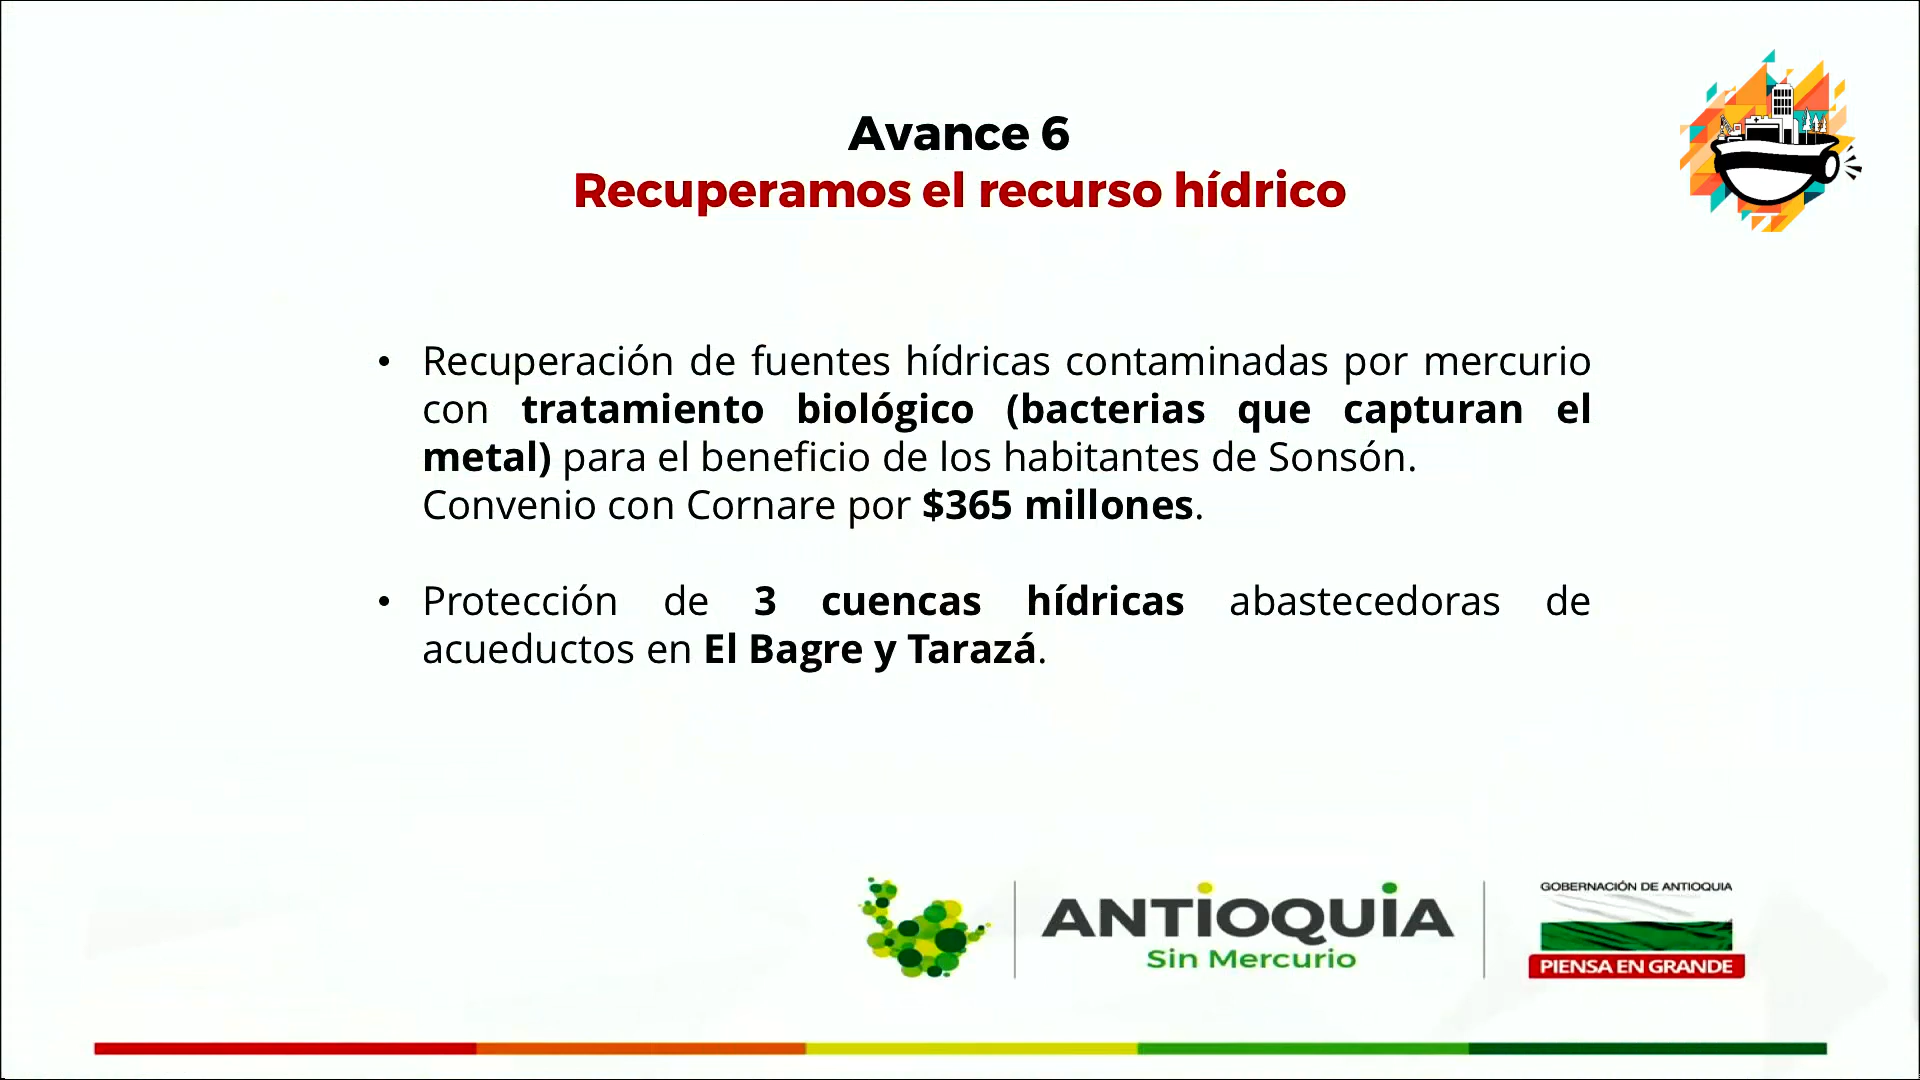 Avance 6
Recuperamos el recurso hídrico
• Recuperación de fuentes hídricas contaminadas por mercurio
con tratamiento biológico (bacterias que capturan el
metal) para el beneficio de los habitantes de Sonsón.
Convenio con Cornare por $365 millones.
• Protección de 3 cuencas hídricas abastecedoras de
acueductos en El Bagre y Tarazá.
ANTiOQUiA
Sin Mercurio
GOBERNACIÓN DE ANTIOQUIA
PIENSA EN GRANDE